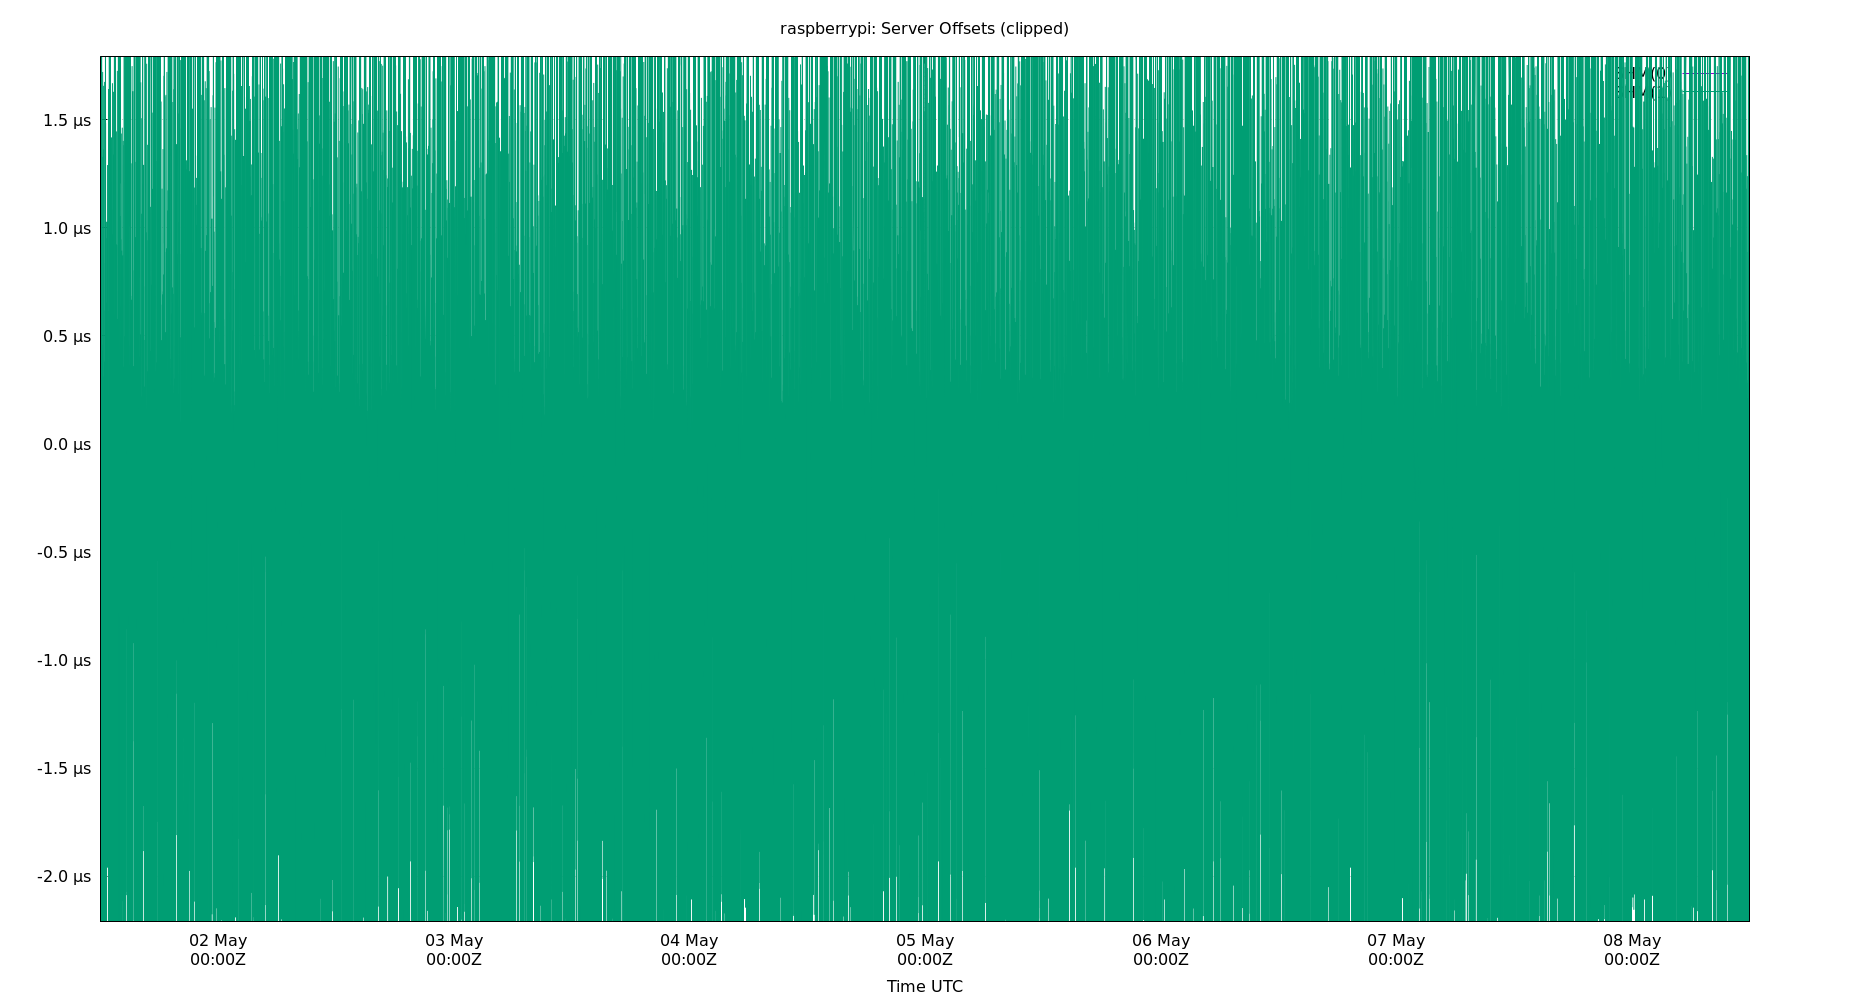 raspberrypi: Server Offsets (clipped)
1.5 µs
1.0 µs
0.5 µs
0.0 µs
-0.5 µs
-1.0 µs
-1.5 µs
-2.0 µs
02 May 03 May 04 May 05 May 06 May 07 May 08 May
00:00Z 00:00Z 00:00Z 00:00Z 00:00Z 00:00Z 00:00Z
Time UTC